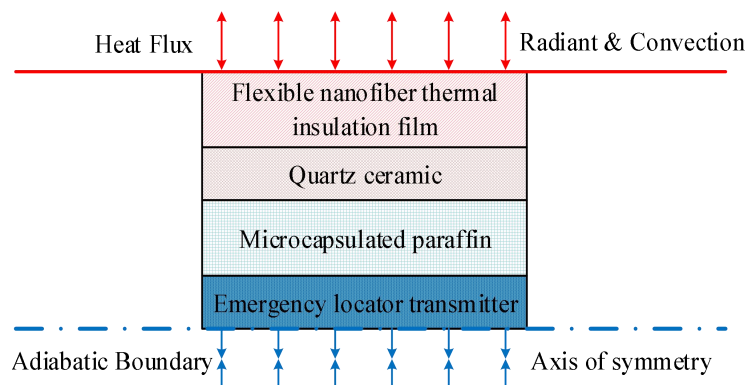 Heat Flux
Radiant & Convection
Flexible nanofiber thermal
insulation film
Quartz ceramic
Microcapsulated paraffin
Emergency locator transmitter
Adiabatic Boundary
Axis of symmetry